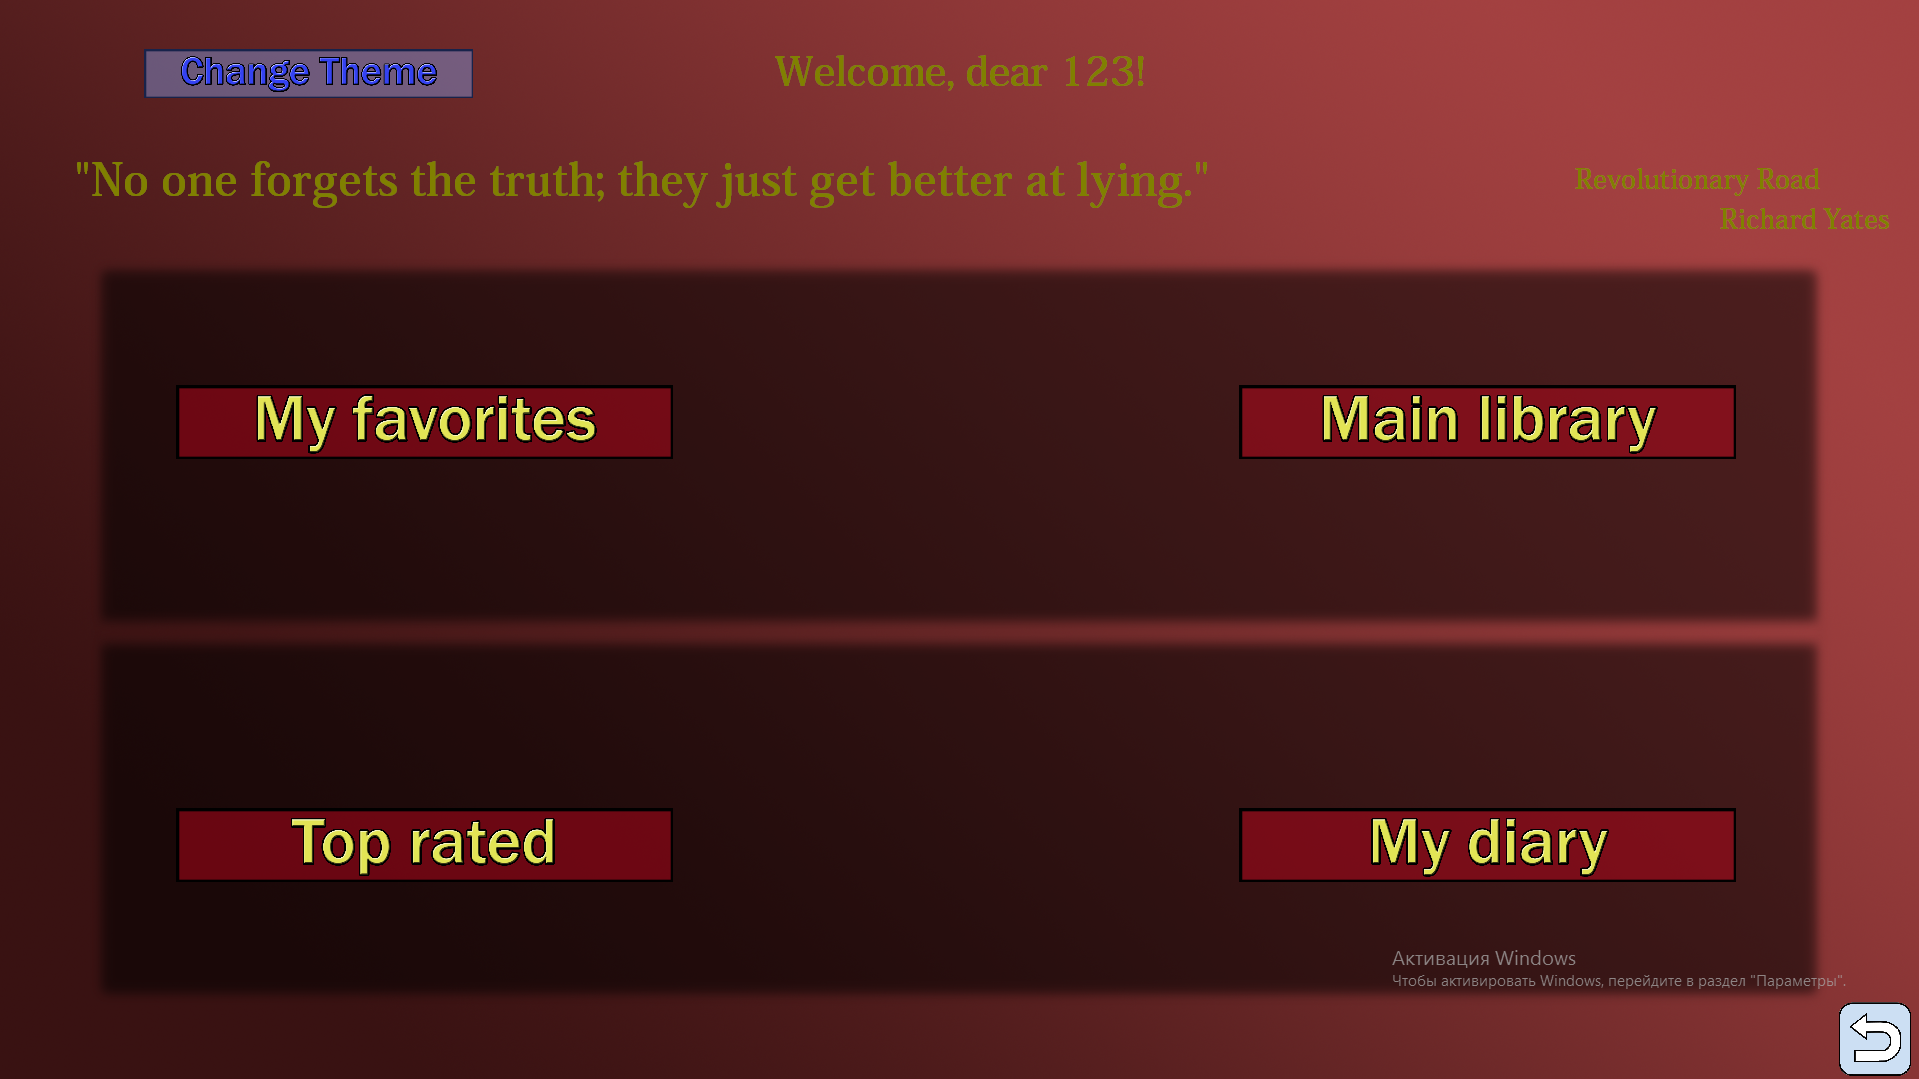 Change Theme
Welcome, dear 123!
"No one forgets the truth; they just get better at lying."
Revolutionary Road
Richard Yates
My favorites
Main library
Top rated
My diary
Активация Windows
Чтобы активировать Windows, перейдите в раздел "Параметры".